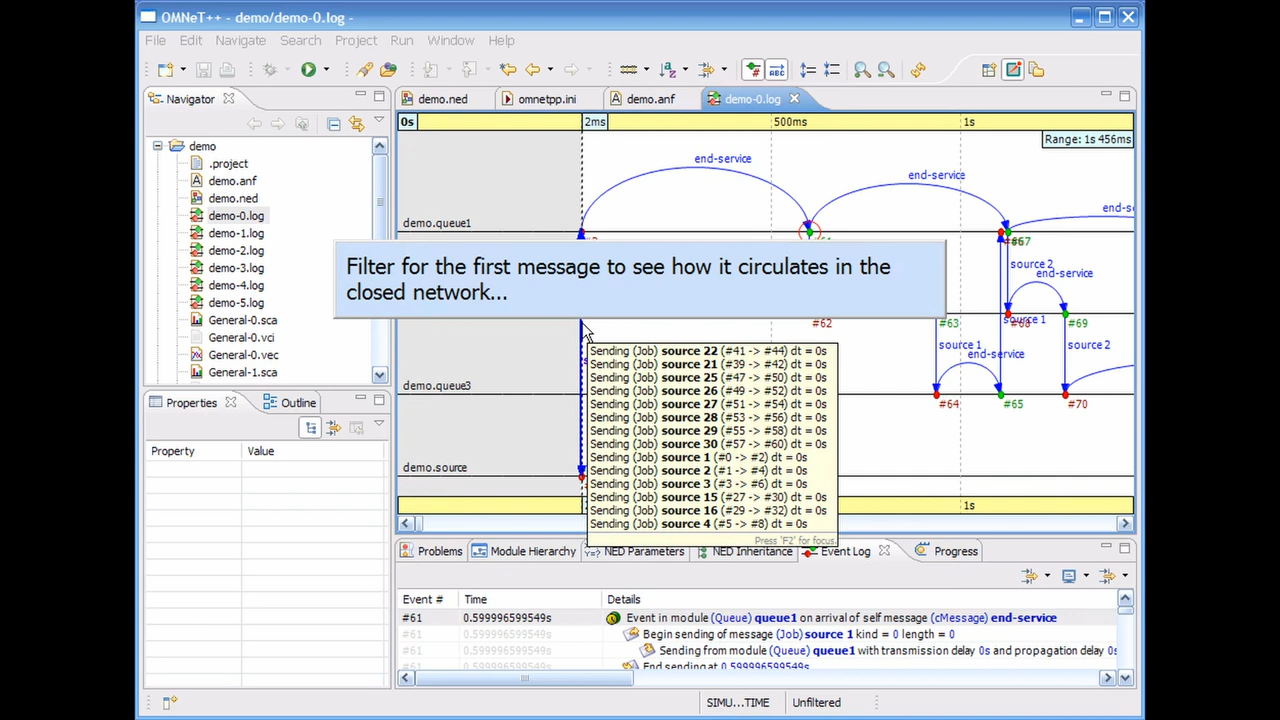 OMNeT++ - demo/demo-0.log -
File Edit Navigate Search Project Run Window Help
Navigator
demo
.project
demo.anf
demo.ned
demo-0.log
demo-1.log
demo-2.log
demo-3.log
demo-4.log
demo-5.log
General-0.sca
General-0.vci
General-0.vec
General-1.sca
Properties
Outline
Property Value
demo.ned
omnetpp.ini
demo.anf
demo-0.log
0s 2ms 500ms 1s
Range: 1s 456ms
end-service
end-service
demo.queue1
#67
source 2
end-service
Filter for the first message to see how it circulates in the
closed network...
#62 #63 source 1 #69
source 1 source 2
end-service
demo.queue3
#64 #65 #70
demo.source
Sending (Job) source 22 (#41 -> #44) dt = 0s
Sending (Job) source 21 (#39 -> #42) dt = 0s
Sending (Job) source 25 (#47 -> #50) dt = 0s
Sending (Job) source 26 (#49 -> #52) dt = 0s
Sending (Job) source 27 (#51 -> #54) dt = 0s
Sending (Job) source 28 (#53 -> #56) dt = 0s
Sending (Job) source 29 (#55 -> #58) dt = 0s
Sending (Job) source 30 (#57 -> #60) dt = 0s
Sending (Job) source 1 (#0 -> #2) dt = 0s
Sending (Job) source 2 (#1 -> #4) dt = 0s
Sending (Job) source 3 (#3 -> #6) dt = 0s
Sending (Job) source 15 (#27 -> #30) dt = 0s
Sending (Job) source 16 (#29 -> #32) dt = 0s
Sending (Job) source 4 (#5 -> #8) dt = 0s
Press 'F2' for focus.
1s
Problems Module Hierarchy NED Parameters NED Inheritance Event Log Progress
Event # Time Details
#61 0.599996599549s Event in module (Queue) queue1 on arrival of self message (cMessage) end-service
#61 0.599996599549s Begin sending of message (Job) source 1 kind = 0 length = 0
#61 0.599996599549s Sending from module (Queue) queue1 with transmission delay 0s and propagation delay 0s
#61 0.599996599549s End sending at 0.599996599549s
SIMU...TIME Unfiltered